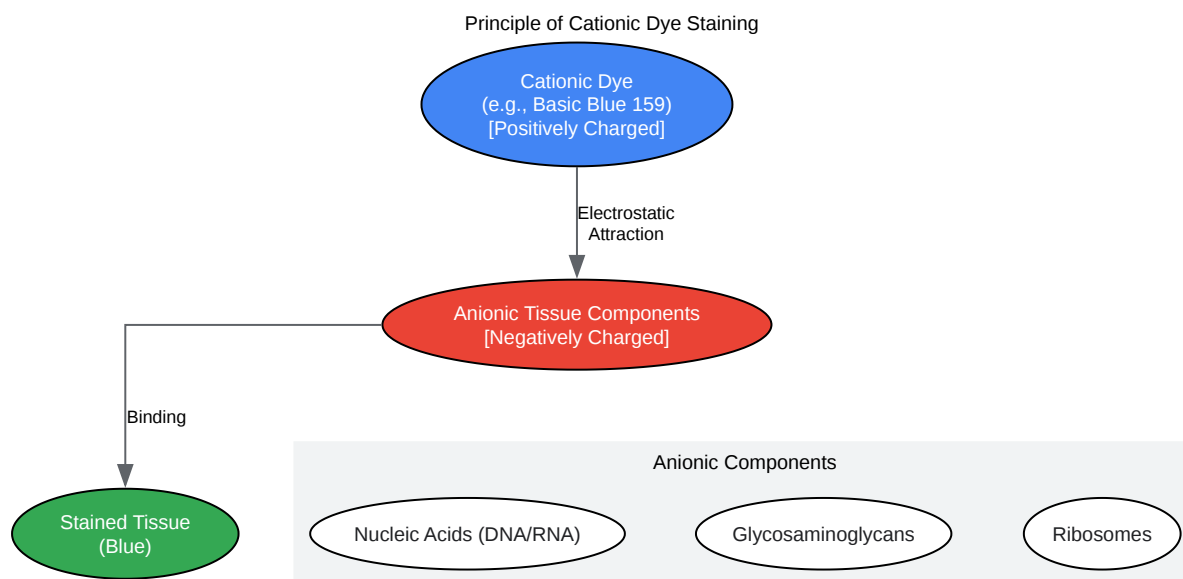 Principle of Cationic Dye Staining
Cationic Dye
(e.g., Basic Blue 159)
[Positively Charged]
Electrostatic
Attraction
Anionic Tissue Components
[Negatively Charged]
Binding
Anionic Components
Stained Tissue
(Blue)
Nucleic Acids (DNA/RNA)
Glycosaminoglycans
Ribosomes